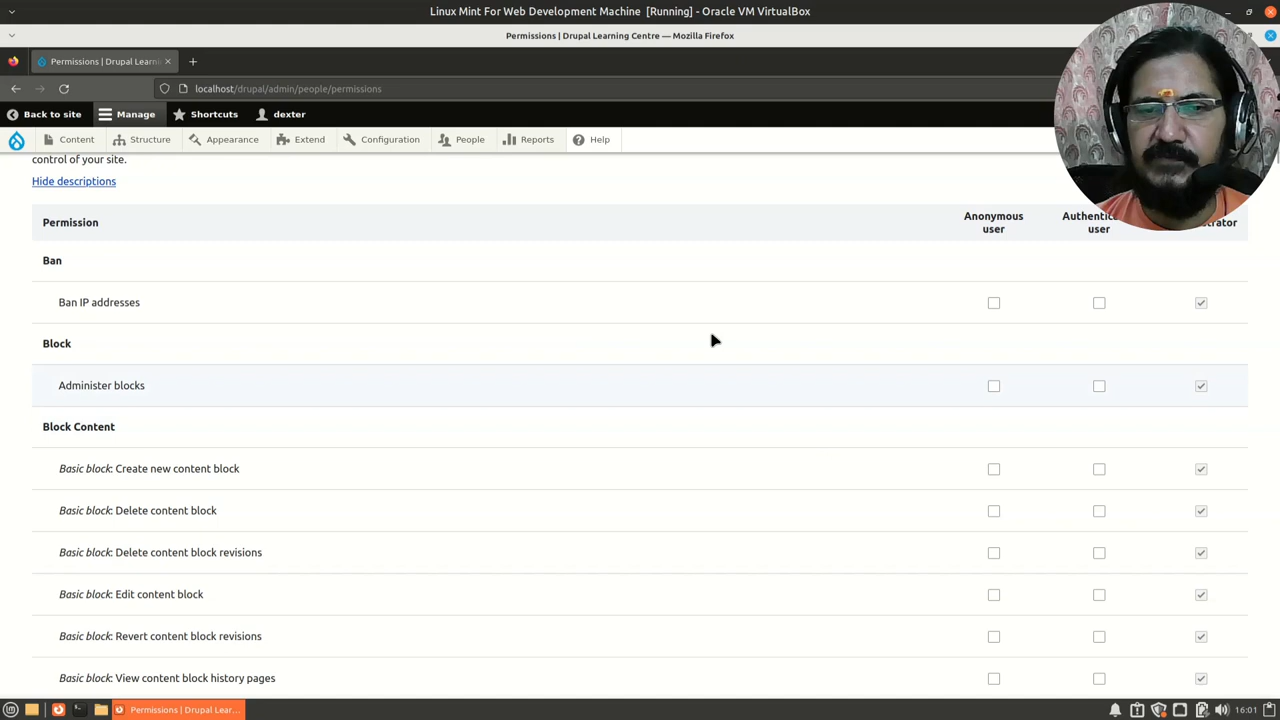 Linux Mint For Web Development Machine [Running] - Oracle VM VirtualBox
Permissions | Drupal Learning Centre — Mozilla Firefox
Permissions | Drupal Learni
localhost/drupal/admin/people/permissions
Back to site Manage Shortcuts dexter
Content Structure Appearance Extend Configuration People Reports Help
control of your site.
Hide descriptions
Permission Anonymous user
Ban
Ban IP addresses
Block
Administer blocks
Block Content
Basic block: Create new content block
Basic block: Delete content block
Basic block: Delete content block revisions
Basic block: Edit content block
Basic block: Revert content block revisions
Basic block: View content block history pages
Permissions | Drupal Lear... 16:01